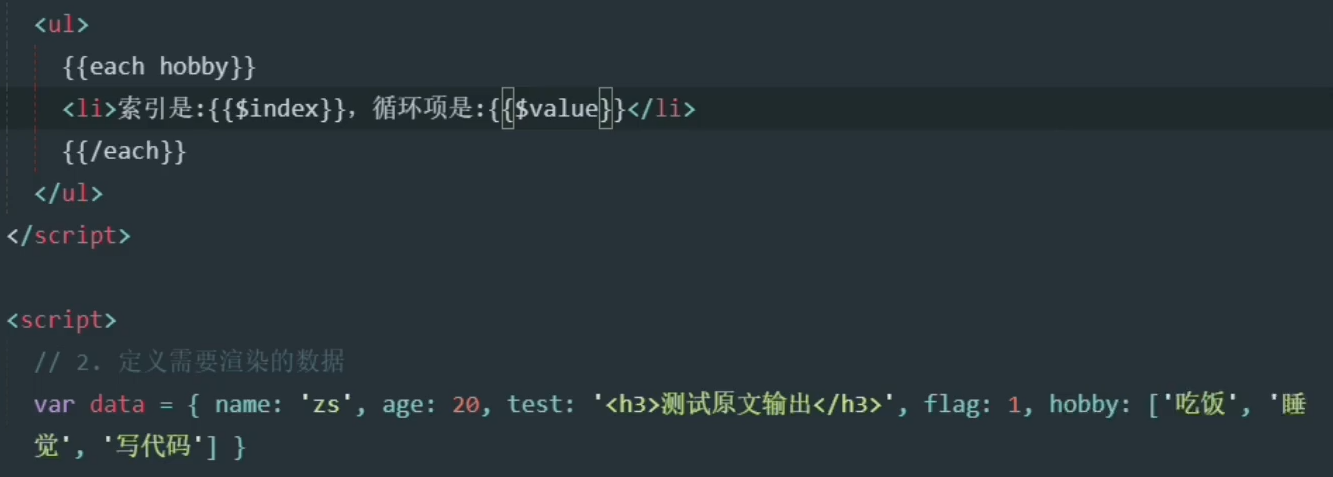 <ul>
{{each hobby}}
<li>索引是:{{$index}}，循环项是:{{$value}}</li>
{{/each}}
</ul>
</script>
<script>
// 2. 定义需要渲染的数据
var data = { name: 'zs', age: 20, test: '<h3>测试原文输出</h3>', flag: 1, hobby: ['吃饭', '睡
觉', '写代码'] }